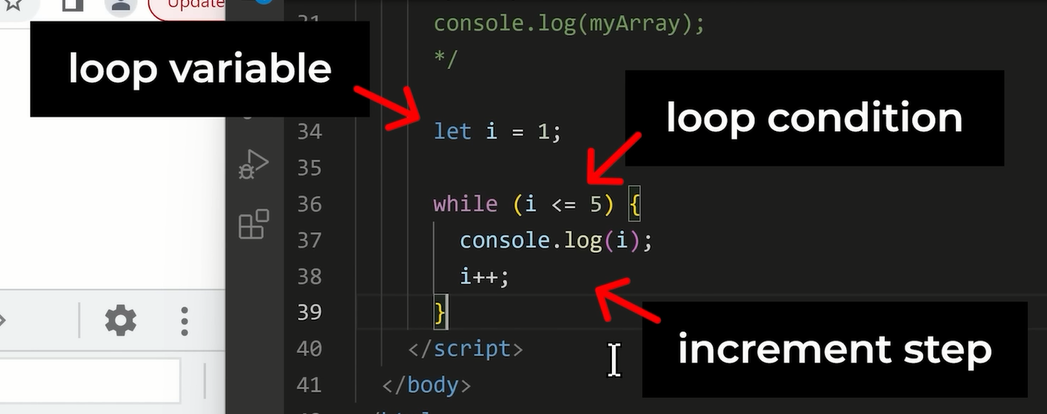 Update
31 console.log(myArray);
*/
loop variable
34 let i = 1;
loop condition
35
36 while (i <= 5) {
37 console.log(i);
38 i++;
39 }
increment step
40 </script>
41 </body>